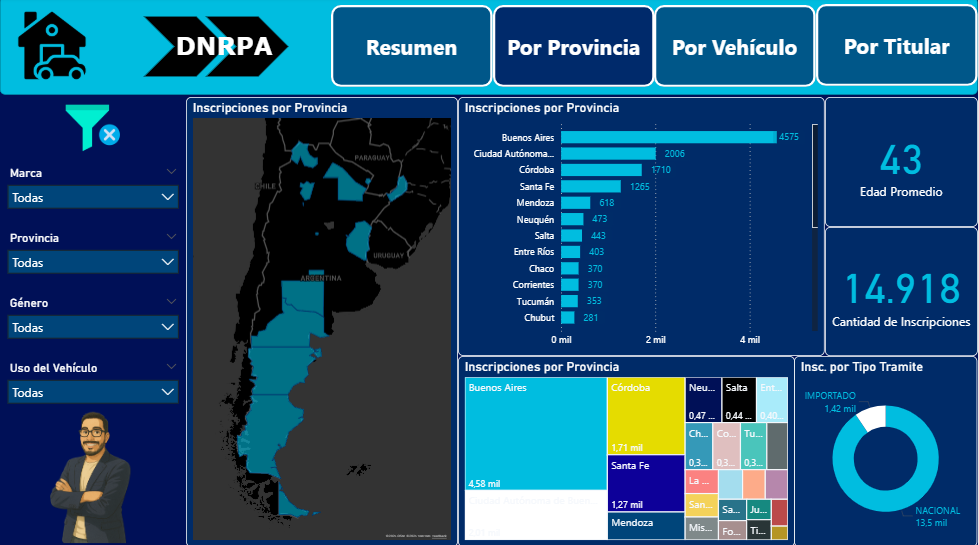 DNRPA
Resumen
Por Provincia
Por Vehículo
Por Titular
Marca
Todas
Provincia
Todas
Género
Todas
Uso del Vehículo
Todas
Inscripciones por Provincia
PARAGUAY
CHILE
URUGUAY
ARGENTINA
Inscripciones por Provincia
Buenos Aires 4575
Ciudad Autónoma... 2006
Córdoba 1710
Santa Fe 1265
Mendoza 618
Neuquén 473
Salta 443
Entre Ríos 403
Chaco 370
Corrientes 370
Tucumán 353
Chubut 281
0 mil 2 mil 4 mil
43
Edad Promedio
14.918
Cantidad de Inscripciones
Inscripciones por Provincia
Buenos Aires
4,58 mil
Córdoba
1,71 mil
Santa Fe
1,27 mil
Mendoza
Neu...
0,47 ...
Salta
0,44 ...
Ent...
0,40...
Ch...
0,3...
Co...
0,3...
Tu...
0,3...
La ...
San...
Sa...
Ju...
Mis...
Fo...
Ti...
Insc. por Tipo Tramite
IMPORTADO
1,42 mil
NACIONAL
13,5 mil